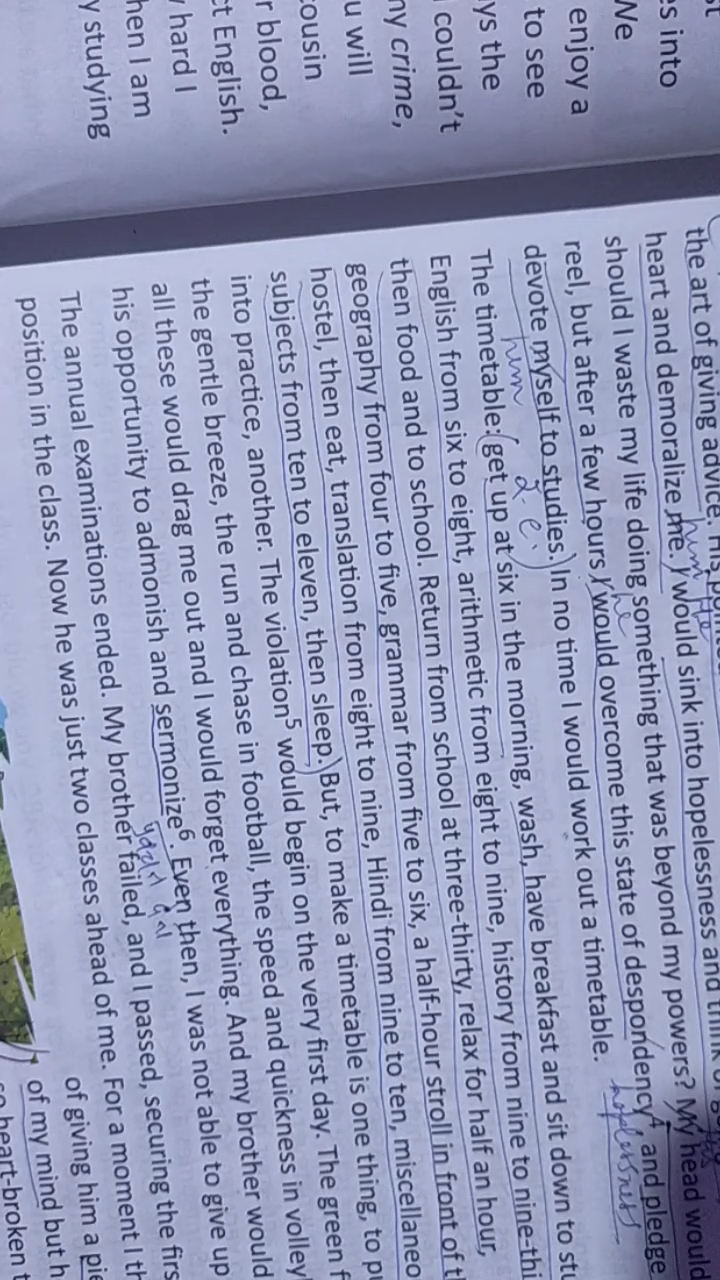 es into
We
enjoy a
to see
ys the
couldn't
ny crime,
u will
cousin
r blood,
ct English.
hard I
hen I am
y studying
the art of giving advice. His
heart and demoralize me. I would sink into hopelessness and think
should I waste my life doing something that was beyond my powers? My head would
reel, but after a few hours I would overcome this state of despondency4 and pledge
devote myself to studies. In no time I would work out a timetable.
The timetable: get up at six in the morning, wash, have breakfast and sit down to
English from six to eight, arithmetic from eight to nine, history from nine to nine-thi
then food and to school. Return from school at three-thirty, relax for half an hour,
geography from four to five, grammar from five to six, a half-hour stroll in front of
hostel, then eat, translation from eight to nine, Hindi from nine to ten, miscellaneo
subjects from ten to eleven, then sleep. But, to make a timetable is one thing, to
into practice, another. The violation5 would begin on the very first day. The green
the gentle breeze, the run and chase in football, the speed and quickness in volley
all these would drag me out and I would forget everything. And my brother would
his opportunity to admonish and sermonize6. Even then, I was not able to give up
The annual examinations ended. My brother failed, and I passed, securing the firs
position in the class. Now he was just two classes ahead of me. For a moment I th
of giving him a pie
of my mind but h
so heart-broken t
him
he
he
hopelessness
him
i.e.